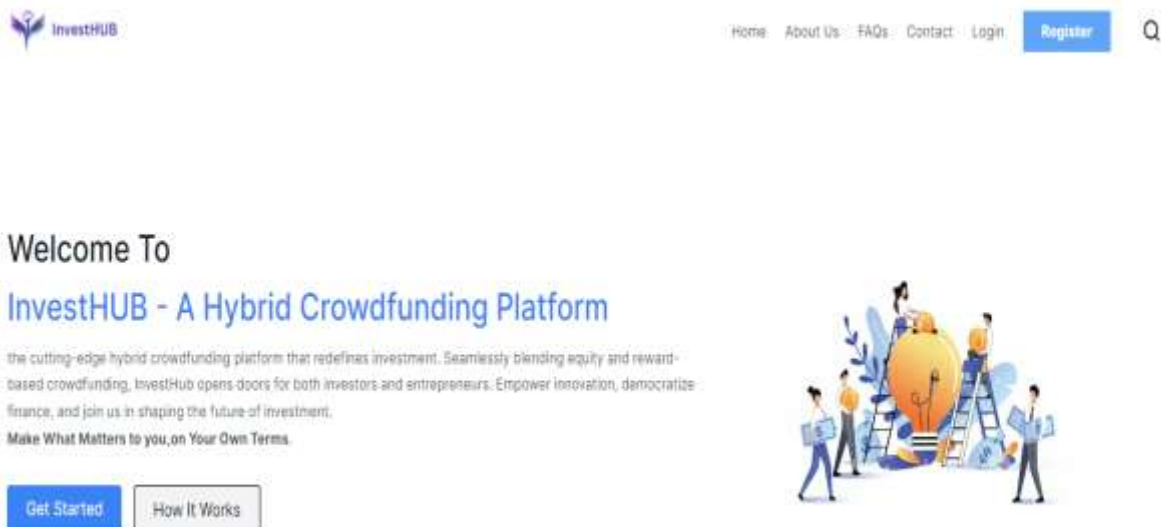 InvestHUB
Home About Us FAQs Contact Login Register
Welcome To
InvestHUB - A Hybrid Crowdfunding Platform
the cutting-edge hybrid crowdfunding platform that redefines investment. Seamlessly blending equity and reward-
based crowdfunding, InvestHub opens doors for both investors and entrepreneurs. Empower innovation, democratize
finance, and join us in shaping the future of investment.
Make What Matters to you,on Your Own Terms.
Get Started How It Works